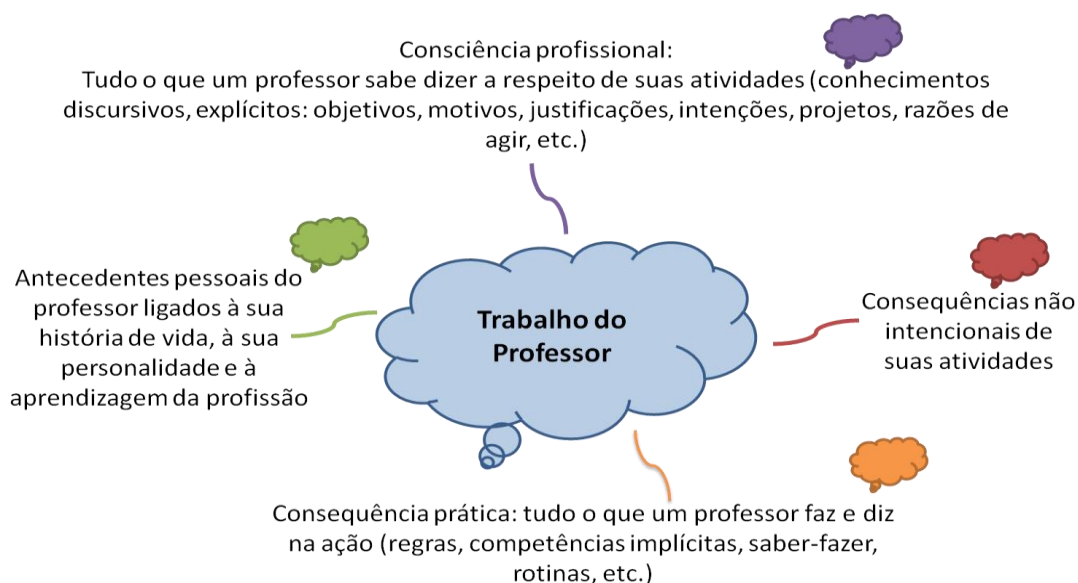 Consciência profissional:
Tudo o que um professor sabe dizer a respeito de suas atividades (conhecimentos
discursivos, explícitos: objetivos, motivos, justificações, intenções, projetos, razões de
agir, etc.)
Antecedentes pessoais do
professor ligados à sua
história de vida, à sua
personalidade e à
aprendizagem da profissão
Trabalho do
Professor
Consequências não
intencionais de
suas atividades
Consequência prática: tudo o que um professor faz e diz
na ação (regras, competências implícitas, saber-fazer,
rotinas, etc.)